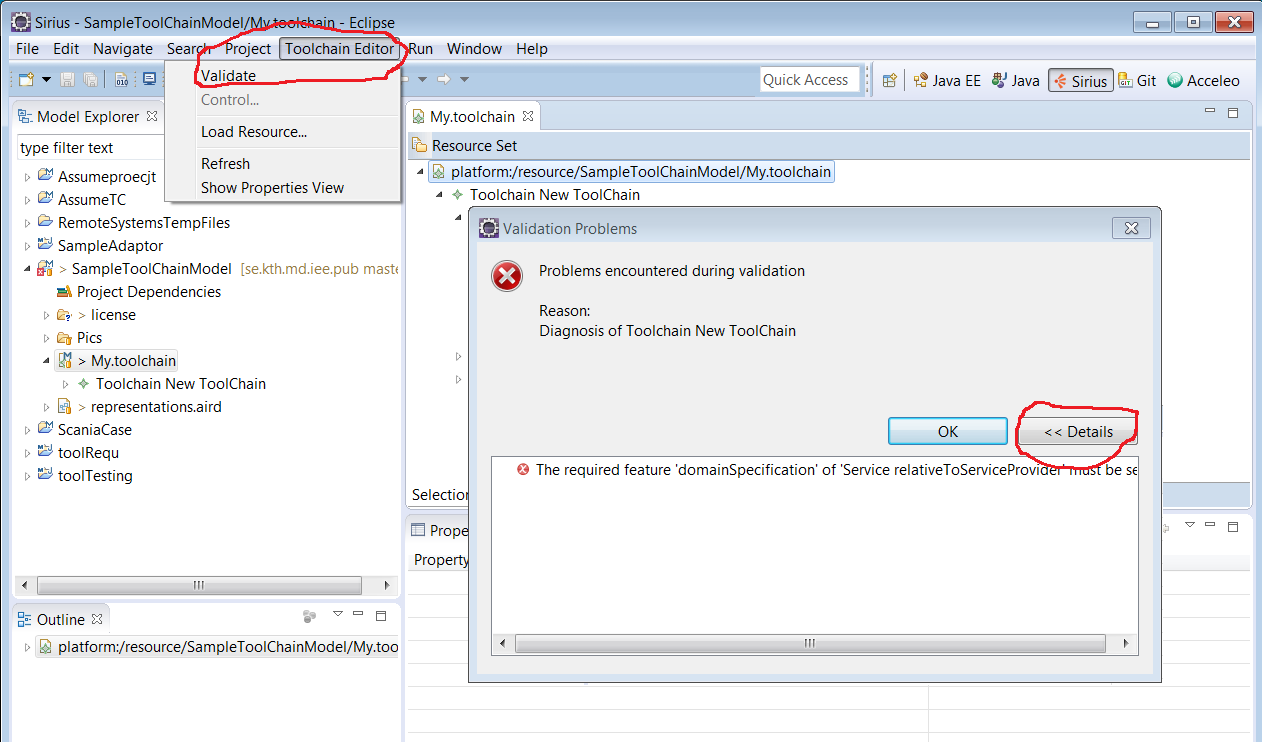 Sirius - SampleToolChainModel/My.toolchain - Eclipse
File Edit Navigate Search Project Toolchain Editor Run Window Help
Validate
Control...
Load Resource...
Refresh
Show Properties View
Quick Access
Java EE
Java
Sirius
Git
Acceleo
Model Explorer
type filter text
Assumeproecjt
AssumeTC
RemoteSystemsTempFiles
SampleAdaptor
> SampleToolChainModel [se.kth.md.iee.pub maste
Project Dependencies
> license
Pics
> My.toolchain
Toolchain New ToolChain
> representations.aird
ScaniaCase
toolRequ
toolTesting
Outline
platform:/resource/SampleToolChainModel/My.too
My.toolchain
Resource Set
platform:/resource/SampleToolChainModel/My.toolchain
Toolchain New ToolChain
Validation Problems
Problems encountered during validation
Reason:
Diagnosis of Toolchain New ToolChain
OK
<< Details
The required feature 'domainSpecification' of 'Service relativeToServiceProvider' must be se
Selection
Prope
Property